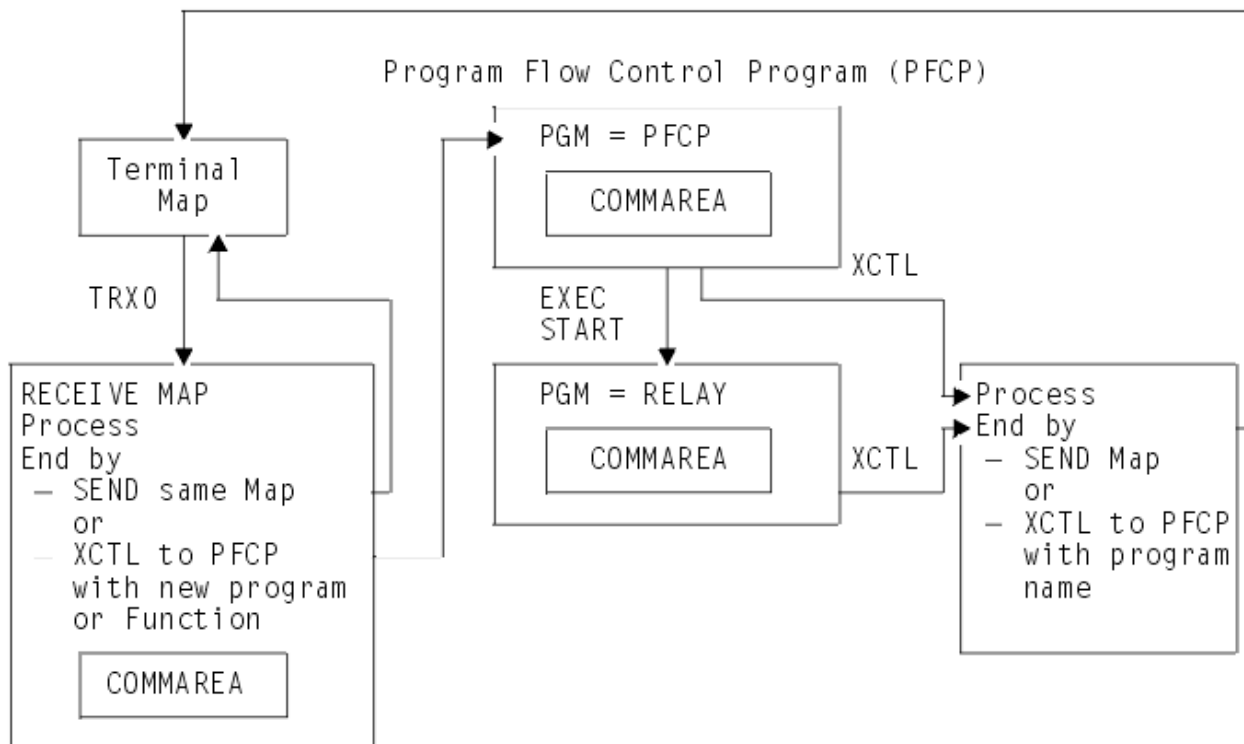 Program Flow Control Program (PFCP)
Terminal
Map
TRX0
RECEIVE MAP
Process
End by
– SEND same Map
or
– XCTL to PFCP
with new program
or Function
COMMAREA
PGM = PFCP
COMMAREA
EXEC
START
XCTL
PGM = RELAY
COMMAREA
XCTL
Process
End by
– SEND Map
or
– XCTL to PFCP
with program
name